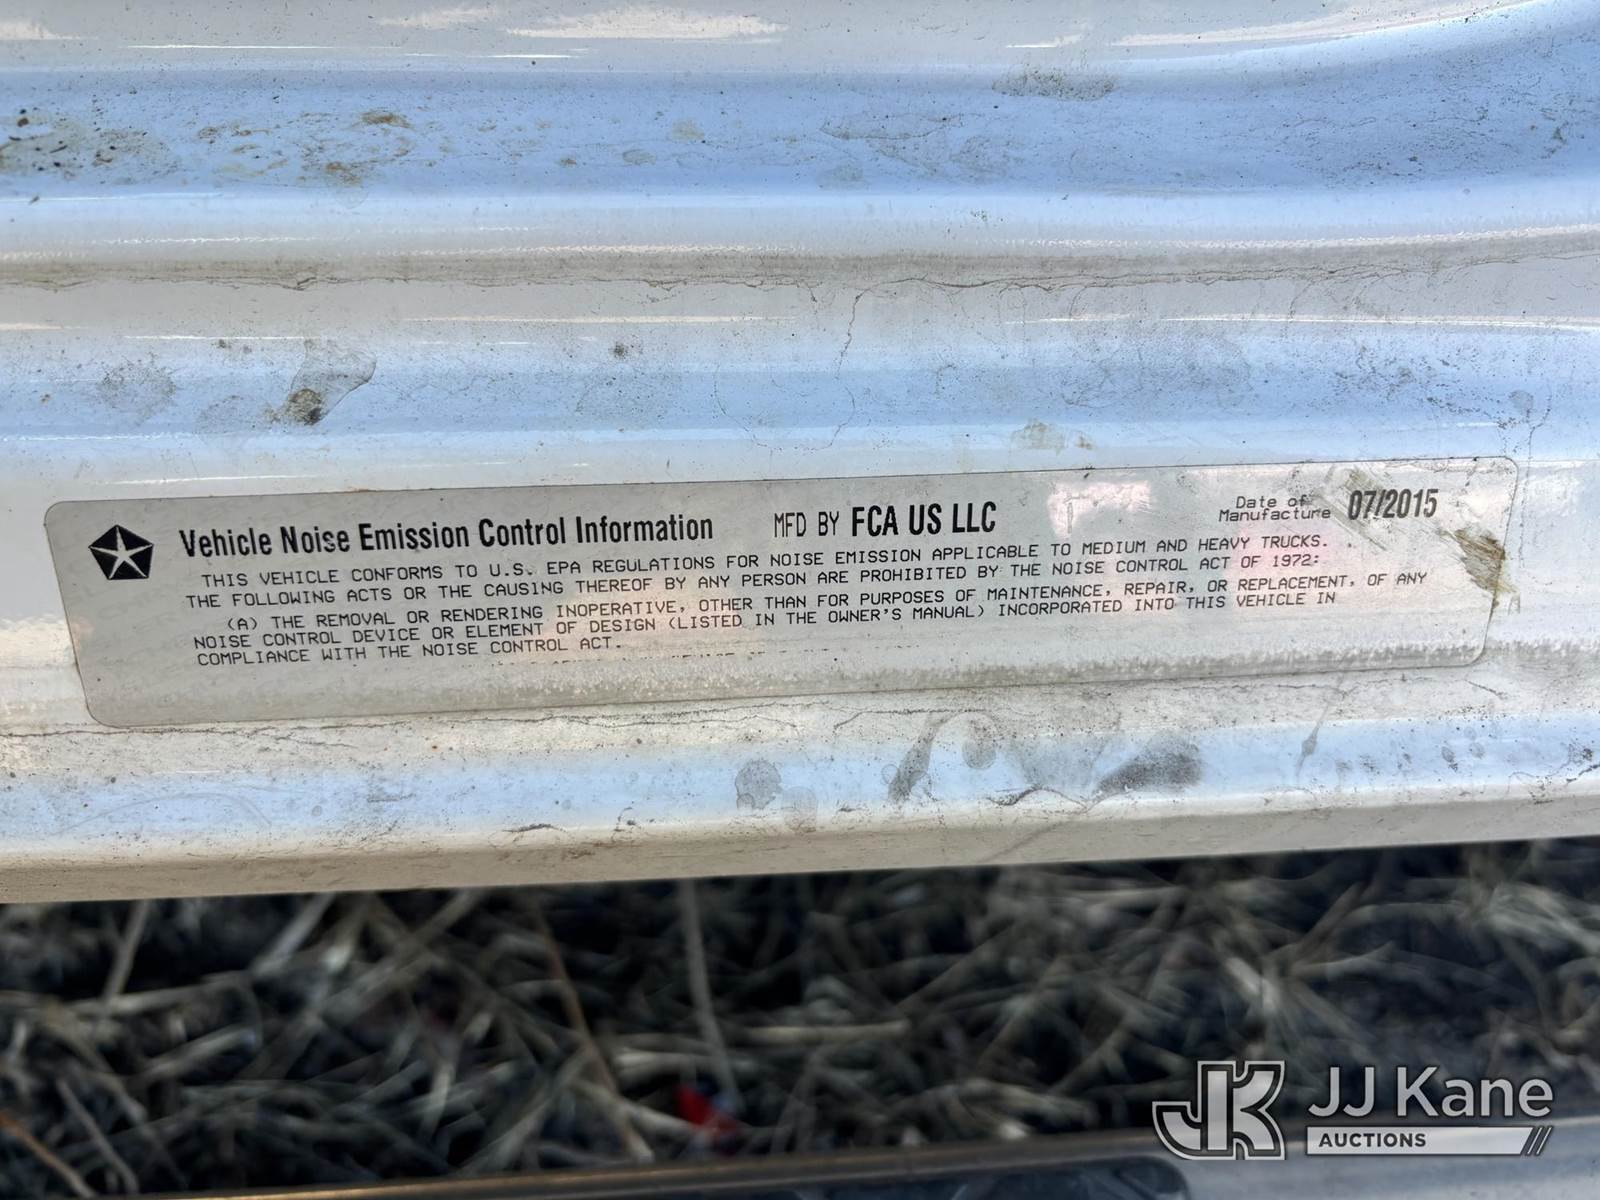 Vehicle Noise Emission Control Information MFD BY FCA US LLC Date of Manufacture 07/2015
THIS VEHICLE CONFORMS TO U.S. EPA REGULATIONS FOR NOISE EMISSION APPLICABLE TO MEDIUM AND HEAVY TRUCKS.
THE FOLLOWING ACTS OR THE CAUSING THEREOF BY ANY PERSON ARE PROHIBITED BY THE NOISE CONTROL ACT OF 1972:
(A) THE REMOVAL OR RENDERING INOPERATIVE, OTHER THAN FOR PURPOSES OF MAINTENANCE, REPAIR, OR REPLACEMENT, OF ANY
NOISE CONTROL DEVICE OR ELEMENT OF DESIGN (LISTED IN THE OWNER'S MANUAL) INCORPORATED INTO THIS VEHICLE IN
COMPLIANCE WITH THE NOISE CONTROL ACT.
JK JJ Kane
AUCTIONS